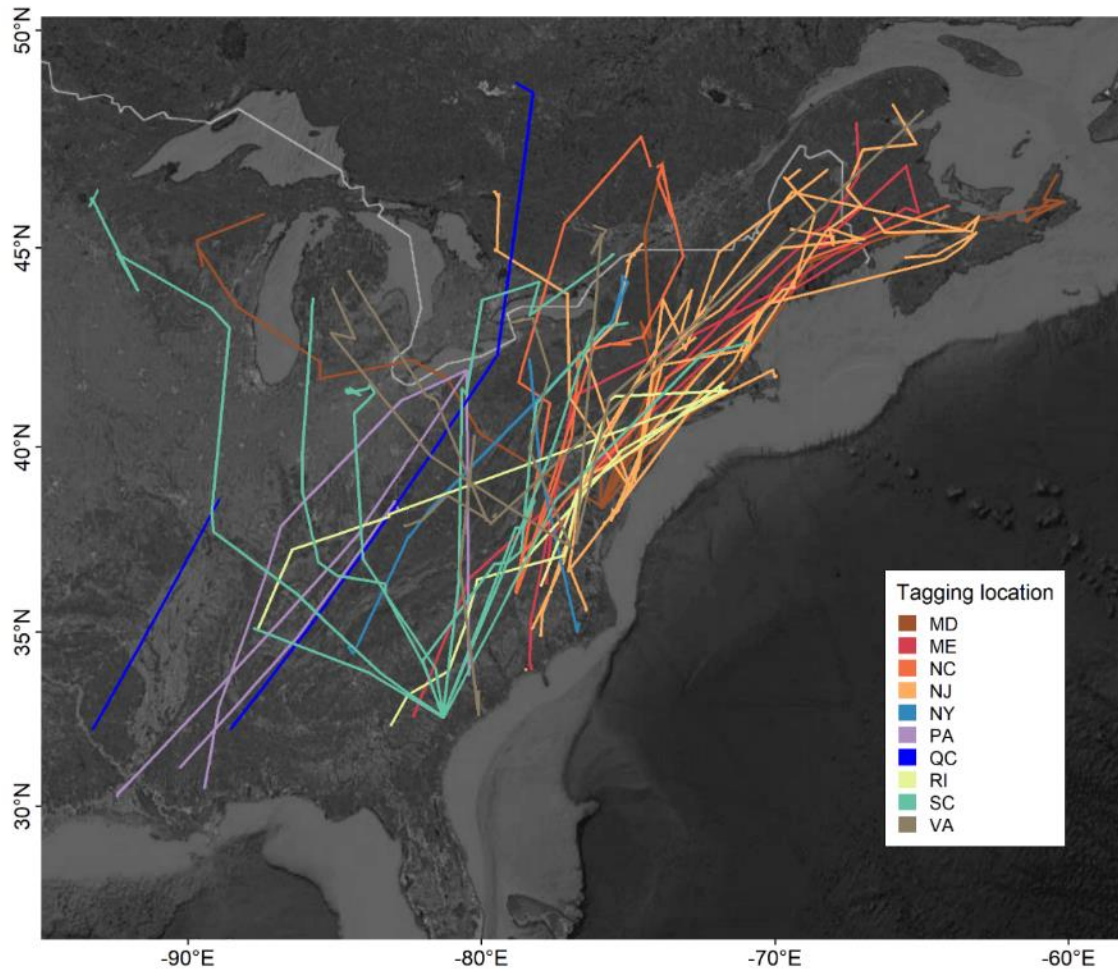 50°N
45°N
40°N
35°N
30°N
Tagging location
MD
ME
NC
NJ
NY
PA
QC
RI
SC
VA
-90°E
-80°E
-70°E
-60°E